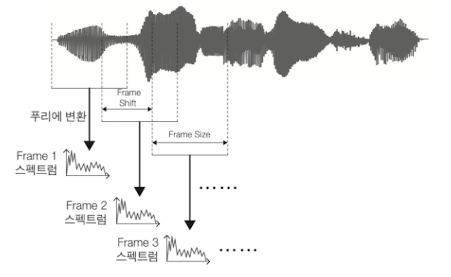 Frame
Shift
푸리에 변환
Frame Size
Frame 1
스펙트럼
······
Frame 2
스펙트럼
Frame 3
스펙트럼
······